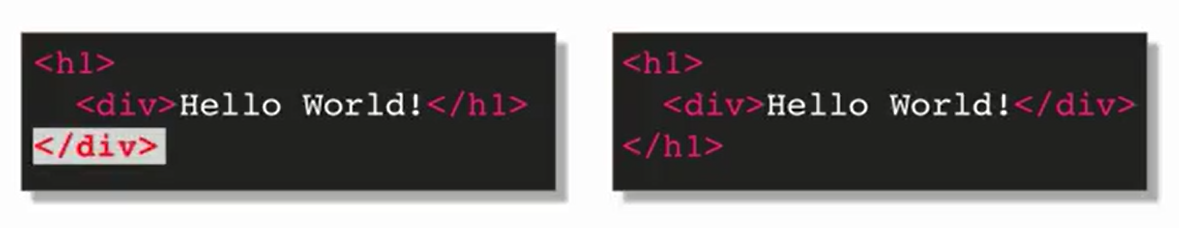 <h1>
<div>Hello World!</h1>
</div>
<h1>
<div>Hello World!</div>
</h1>